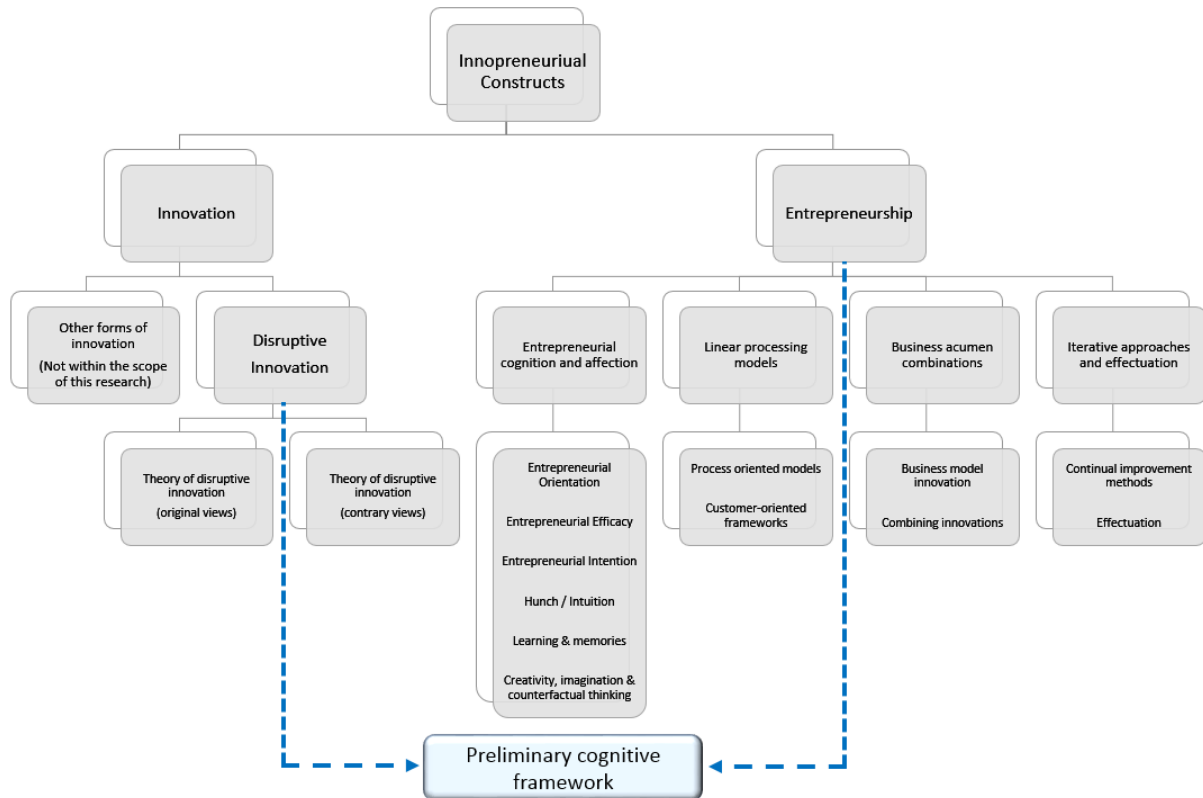 Innopreneuriual
Constructs
Innovation
Entrepreneurship
Other forms of
innovation
(Not within the scope
of this research)
Disruptive
Innovation
Entrepreneurial
cognition and affection
Linear processing
models
Business acumen
combinations
Iterative approaches
and effectuation
Theory of disruptive
innovation
(original views)
Theory of disruptive
innovation
(contrary views)
Entrepreneurial
Orientation
Entrepreneurial Efficacy
Entrepreneurial Intention
Hunch / Intuition
Learning & memories
Creativity, imagination &
counterfactual thinking
Process oriented models
Customer-oriented
frameworks
Business model
innovation
Combining innovations
Continual improvement
methods
Effectuation
Preliminary cognitive
framework